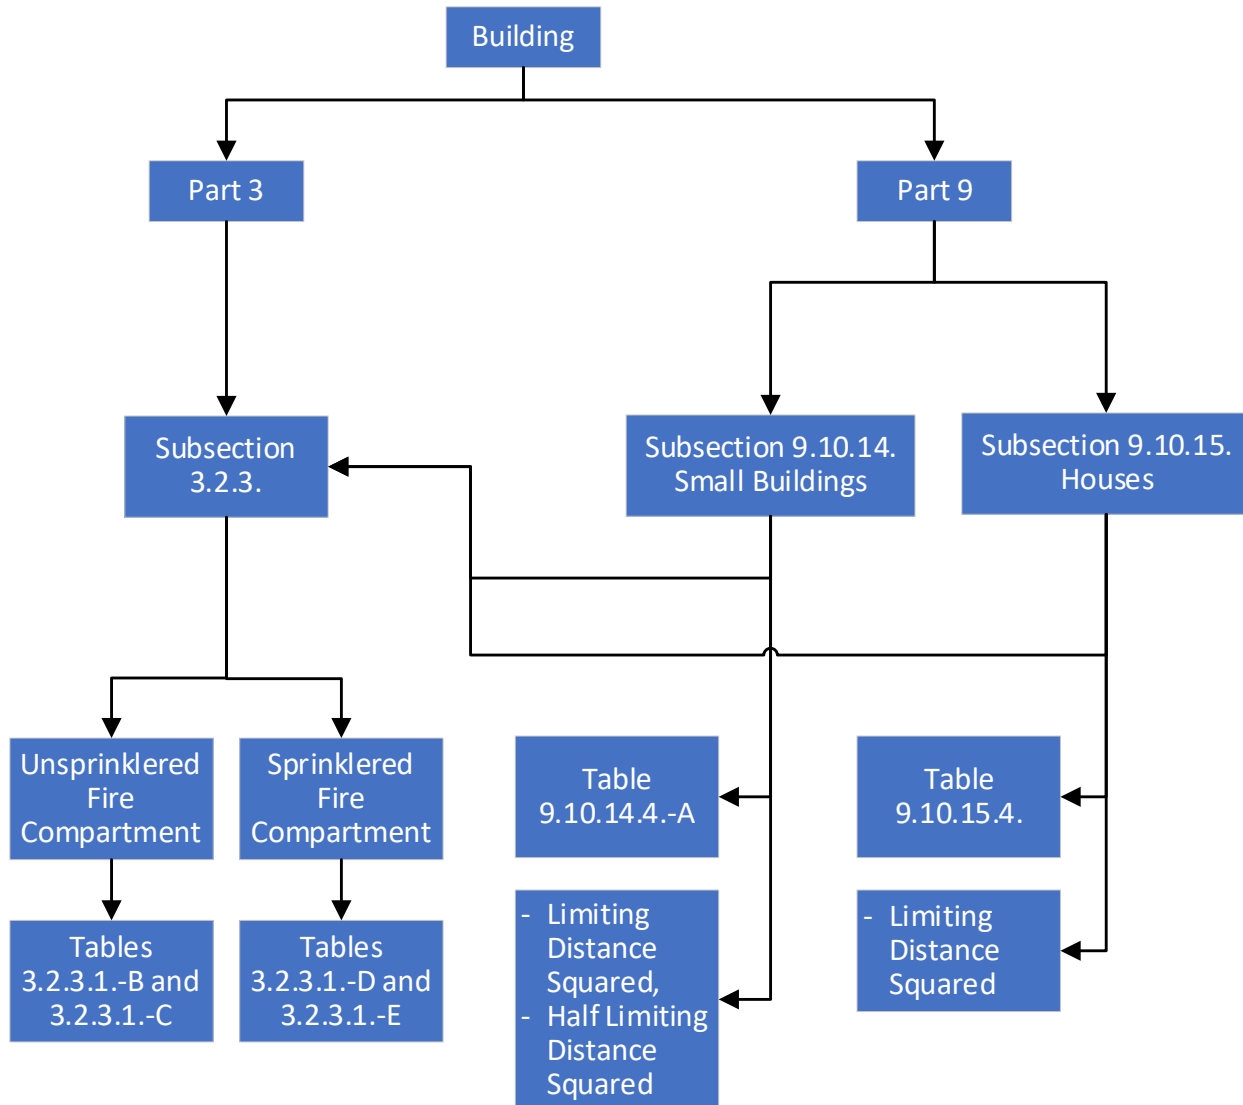 Building
Part 3
Part 9
Subsection
3.2.3.
Subsection 9.10.14.
Small Buildings
Subsection 9.10.15.
Houses
Unsprinklered
Fire
Compartment
Sprinklered
Fire
Compartment
Table
9.10.14.4.-A
Table
9.10.15.4.
Tables
3.2.3.1.-B and
3.2.3.1.-C
Tables
3.2.3.1.-D and
3.2.3.1.-E
- Limiting
Distance
Squared,
- Half Limiting
Distance
Squared
- Limiting
Distance
Squared